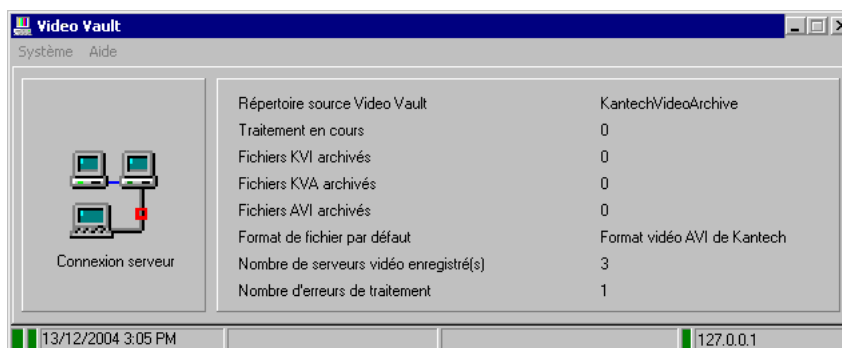 Video Vault
Système Aide
Répertoire source Video Vault KantechVideoArchive
Traitement en cours 0
Fichiers KVI archivés 0
Fichiers KVA archivés 0
Fichiers AVI archivés 0
Format de fichier par défaut Format vidéo AVI de Kantech
Nombre de serveurs vidéo enregistré(s) 3
Nombre d'erreurs de traitement 1
Connexion serveur
13/12/2004 3:05 PM 127.0.0.1